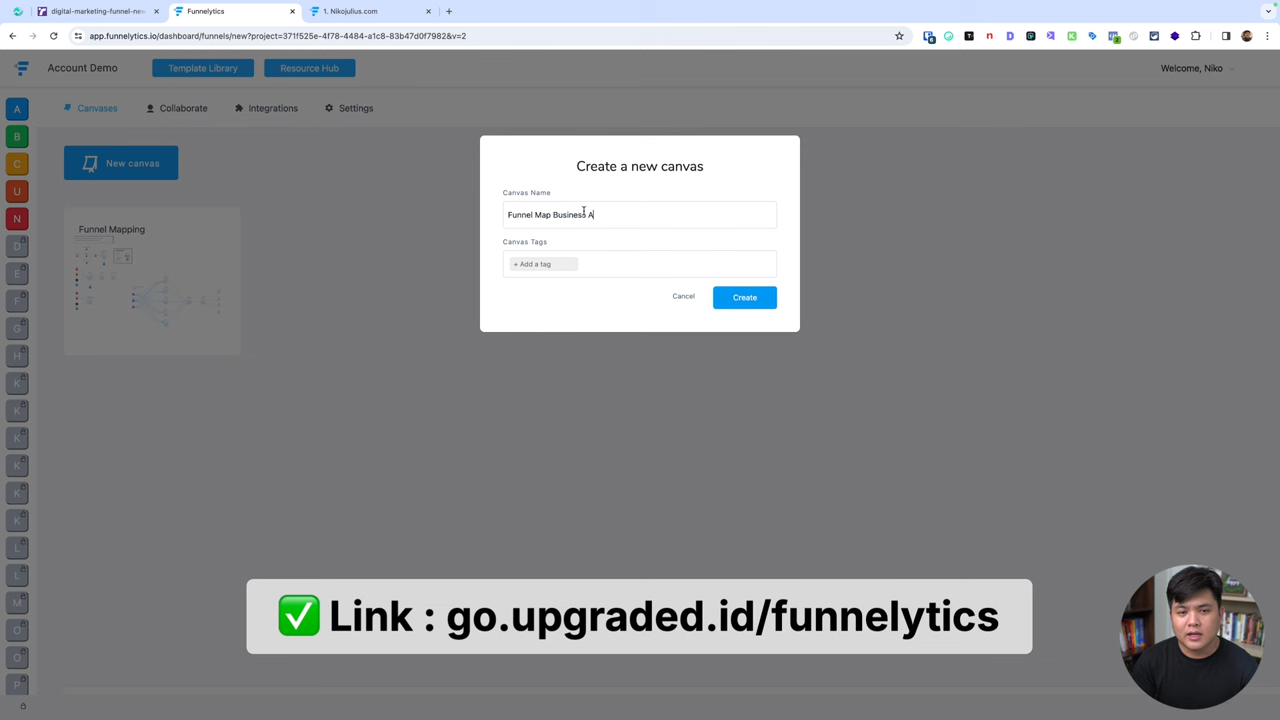 digital-marketing-funnel-new
Funnelytics
1. Nikojulius.com
app.funnelytics.io/dashboard/funnels/new?project=371f525e-4f78-4484-a1c8-83b47d0f7982&v=2
Account Demo
Template Library
Resource Hub
Welcome, Niko
A
Canvases
Collaborate
Integrations
Settings
B
C
U
N
D
E
F
G
H
K
K
K
K
K
K
L
L
M
O
O
P
New canvas
Funnel Mapping
Create a new canvas
Canvas Name
Funnel Map Business A
Canvas Tags
+ Add a tag
Cancel
Create
✅ Link : go.upgraded.id/funnelytics